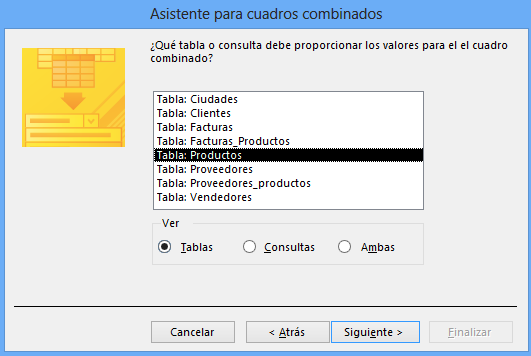 Asistente para cuadros combinados
¿Qué tabla o consulta debe proporcionar los valores para el el cuadro
combinado?
Tabla: Ciudades
Tabla: Clientes
Tabla: Facturas
Tabla: Facturas_Productos
Tabla: Productos
Tabla: Proveedores
Tabla: Proveedores_productos
Tabla: Vendedores
Ver
Tablas Consultas Ambas
Cancelar < Atrás Siguiente > Finalizar